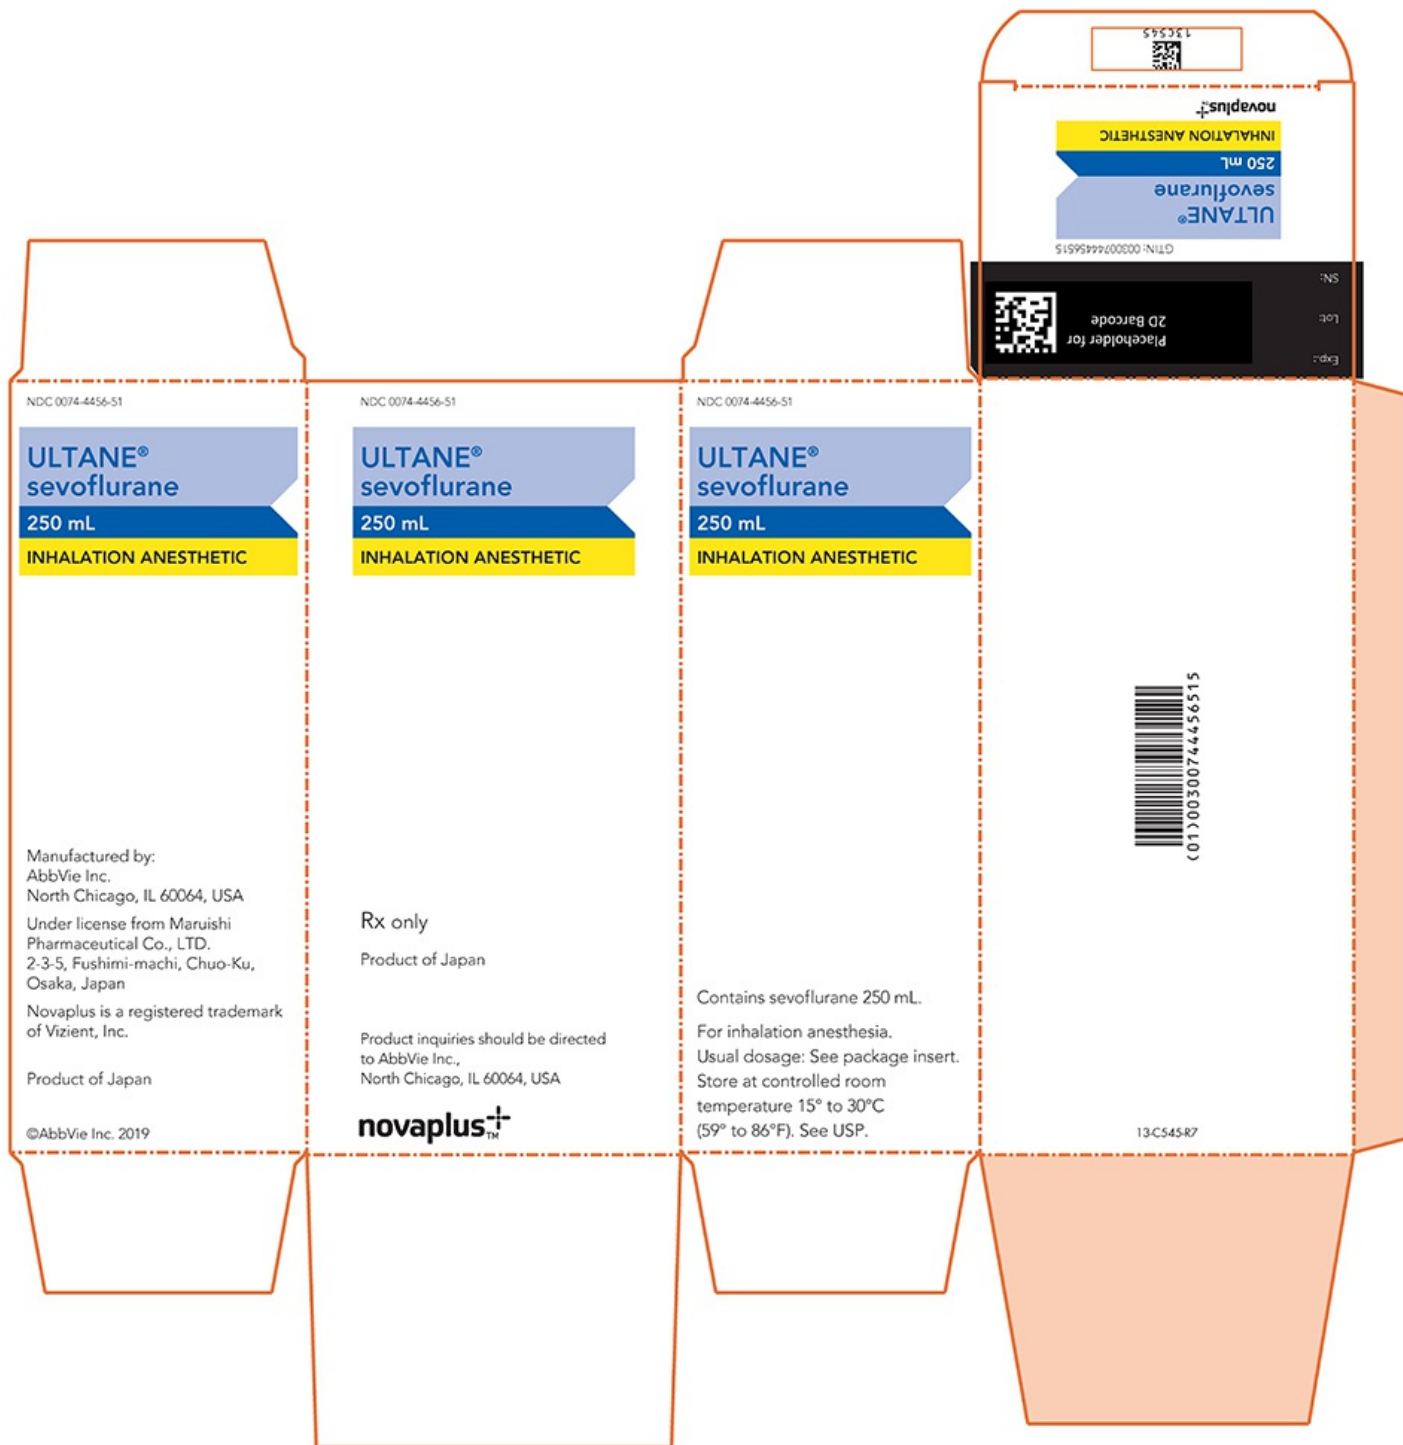 13C545
novaplus
INHALATION ANESTHETIC
250 mL
sevoflurane
ULTANE®
GTIN: 00300744456515
SN:
Lot:
Exp.:
Placeholder for
2D Barcode
NDC 0074-4456-51
ULTANE®
sevoflurane
250 mL
INHALATION ANESTHETIC
Manufactured by:
AbbVie Inc.
North Chicago, IL 60064, USA
Under license from Maruishi
Pharmaceutical Co., LTD.
2-3-5, Fushimi-machi, Chuo-Ku,
Osaka, Japan
Novaplus is a registered trademark
of Vizient, Inc.
Product of Japan
©AbbVie Inc. 2019
NDC 0074-4456-51
ULTANE®
sevoflurane
250 mL
INHALATION ANESTHETIC
Rx only
Product of Japan
Product inquiries should be directed
to AbbVie Inc.,
North Chicago, IL 60064, USA
novaplus™
NDC 0074-4456-51
ULTANE®
sevoflurane
250 mL
INHALATION ANESTHETIC
Contains sevoflurane 250 mL.
For inhalation anesthesia.
Usual dosage: See package insert.
Store at controlled room
temperature 15° to 30°C
(59° to 86°F). See USP.
(01)00300744456515
13-C545-R7